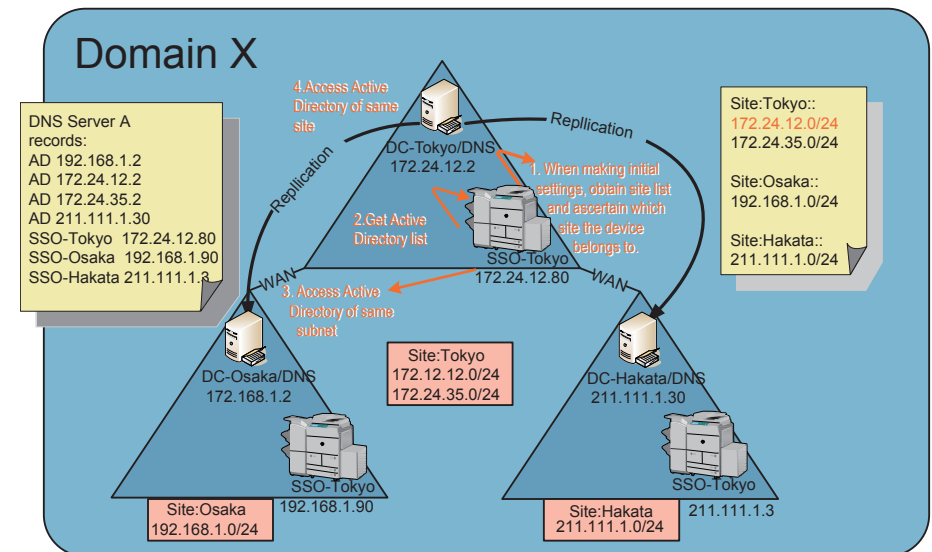 Domain X
DNS Server A
records:
AD 192.168.1.2
AD 172.24.12.2
AD 172.24.35.2
AD 211.111.1.30
SSO-Tokyo 172.24.12.80
SSO-Osaka 192.168.1.90
SSO-Hakata 211.111.1.3
4.Access Active
Directory of same
site
Repllication
Repllication
DC-Tokyo/DNS
172.24.12.2
1. When making initial
settings, obtain site list
and ascertain which
site the device
belongs to.
2.Get Active
Directory list
SSO-Tokyo
172.24.12.80
Site:Tokyo::
172.24.12.0/24
172.24.35.0/24
Site:Osaka::
192.168.1.0/24
Site:Hakata::
211.111.1.0/24
WAN
WAN
3. Access Active
Directory of same
subnet
DC-Osaka/DNS
172.168.1.2
SSO-Tokyo
192.168.1.90
Site:Osaka
192.168.1.0/24
Site:Tokyo
172.12.12.0/24
172.24.35.0/24
DC-Hakata/DNS
211.111.1.30
SSO-Tokyo
211.111.1.3
Site:Hakata
211.111.1.0/24